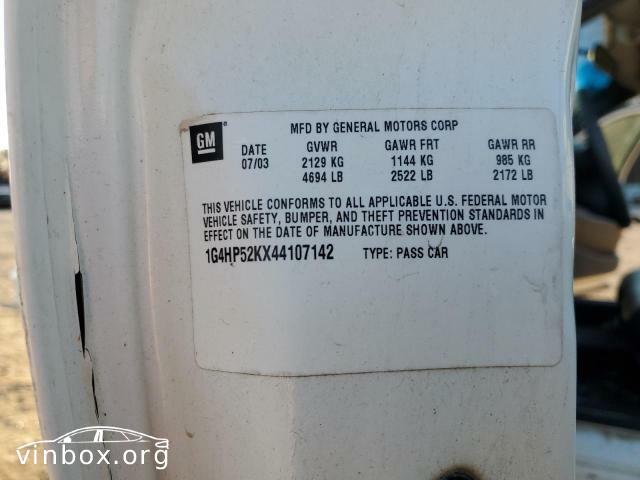 MFD BY GENERAL MOTORS CORP
GM®
DATE GVWR GAWR FRT GAWR RR
07/03 2129 KG 1144 KG 985 KG
4694 LB 2522 LB 2172 LB
THIS VEHICLE CONFORMS TO ALL APPLICABLE U.S. FEDERAL MOTOR
VEHICLE SAFETY, BUMPER, AND THEFT PREVENTION STANDARDS IN
EFFECT ON THE DATE OF MANUFACTURE SHOWN ABOVE.
1G4HP52KX44107142 TYPE: PASS CAR
vinbox.org